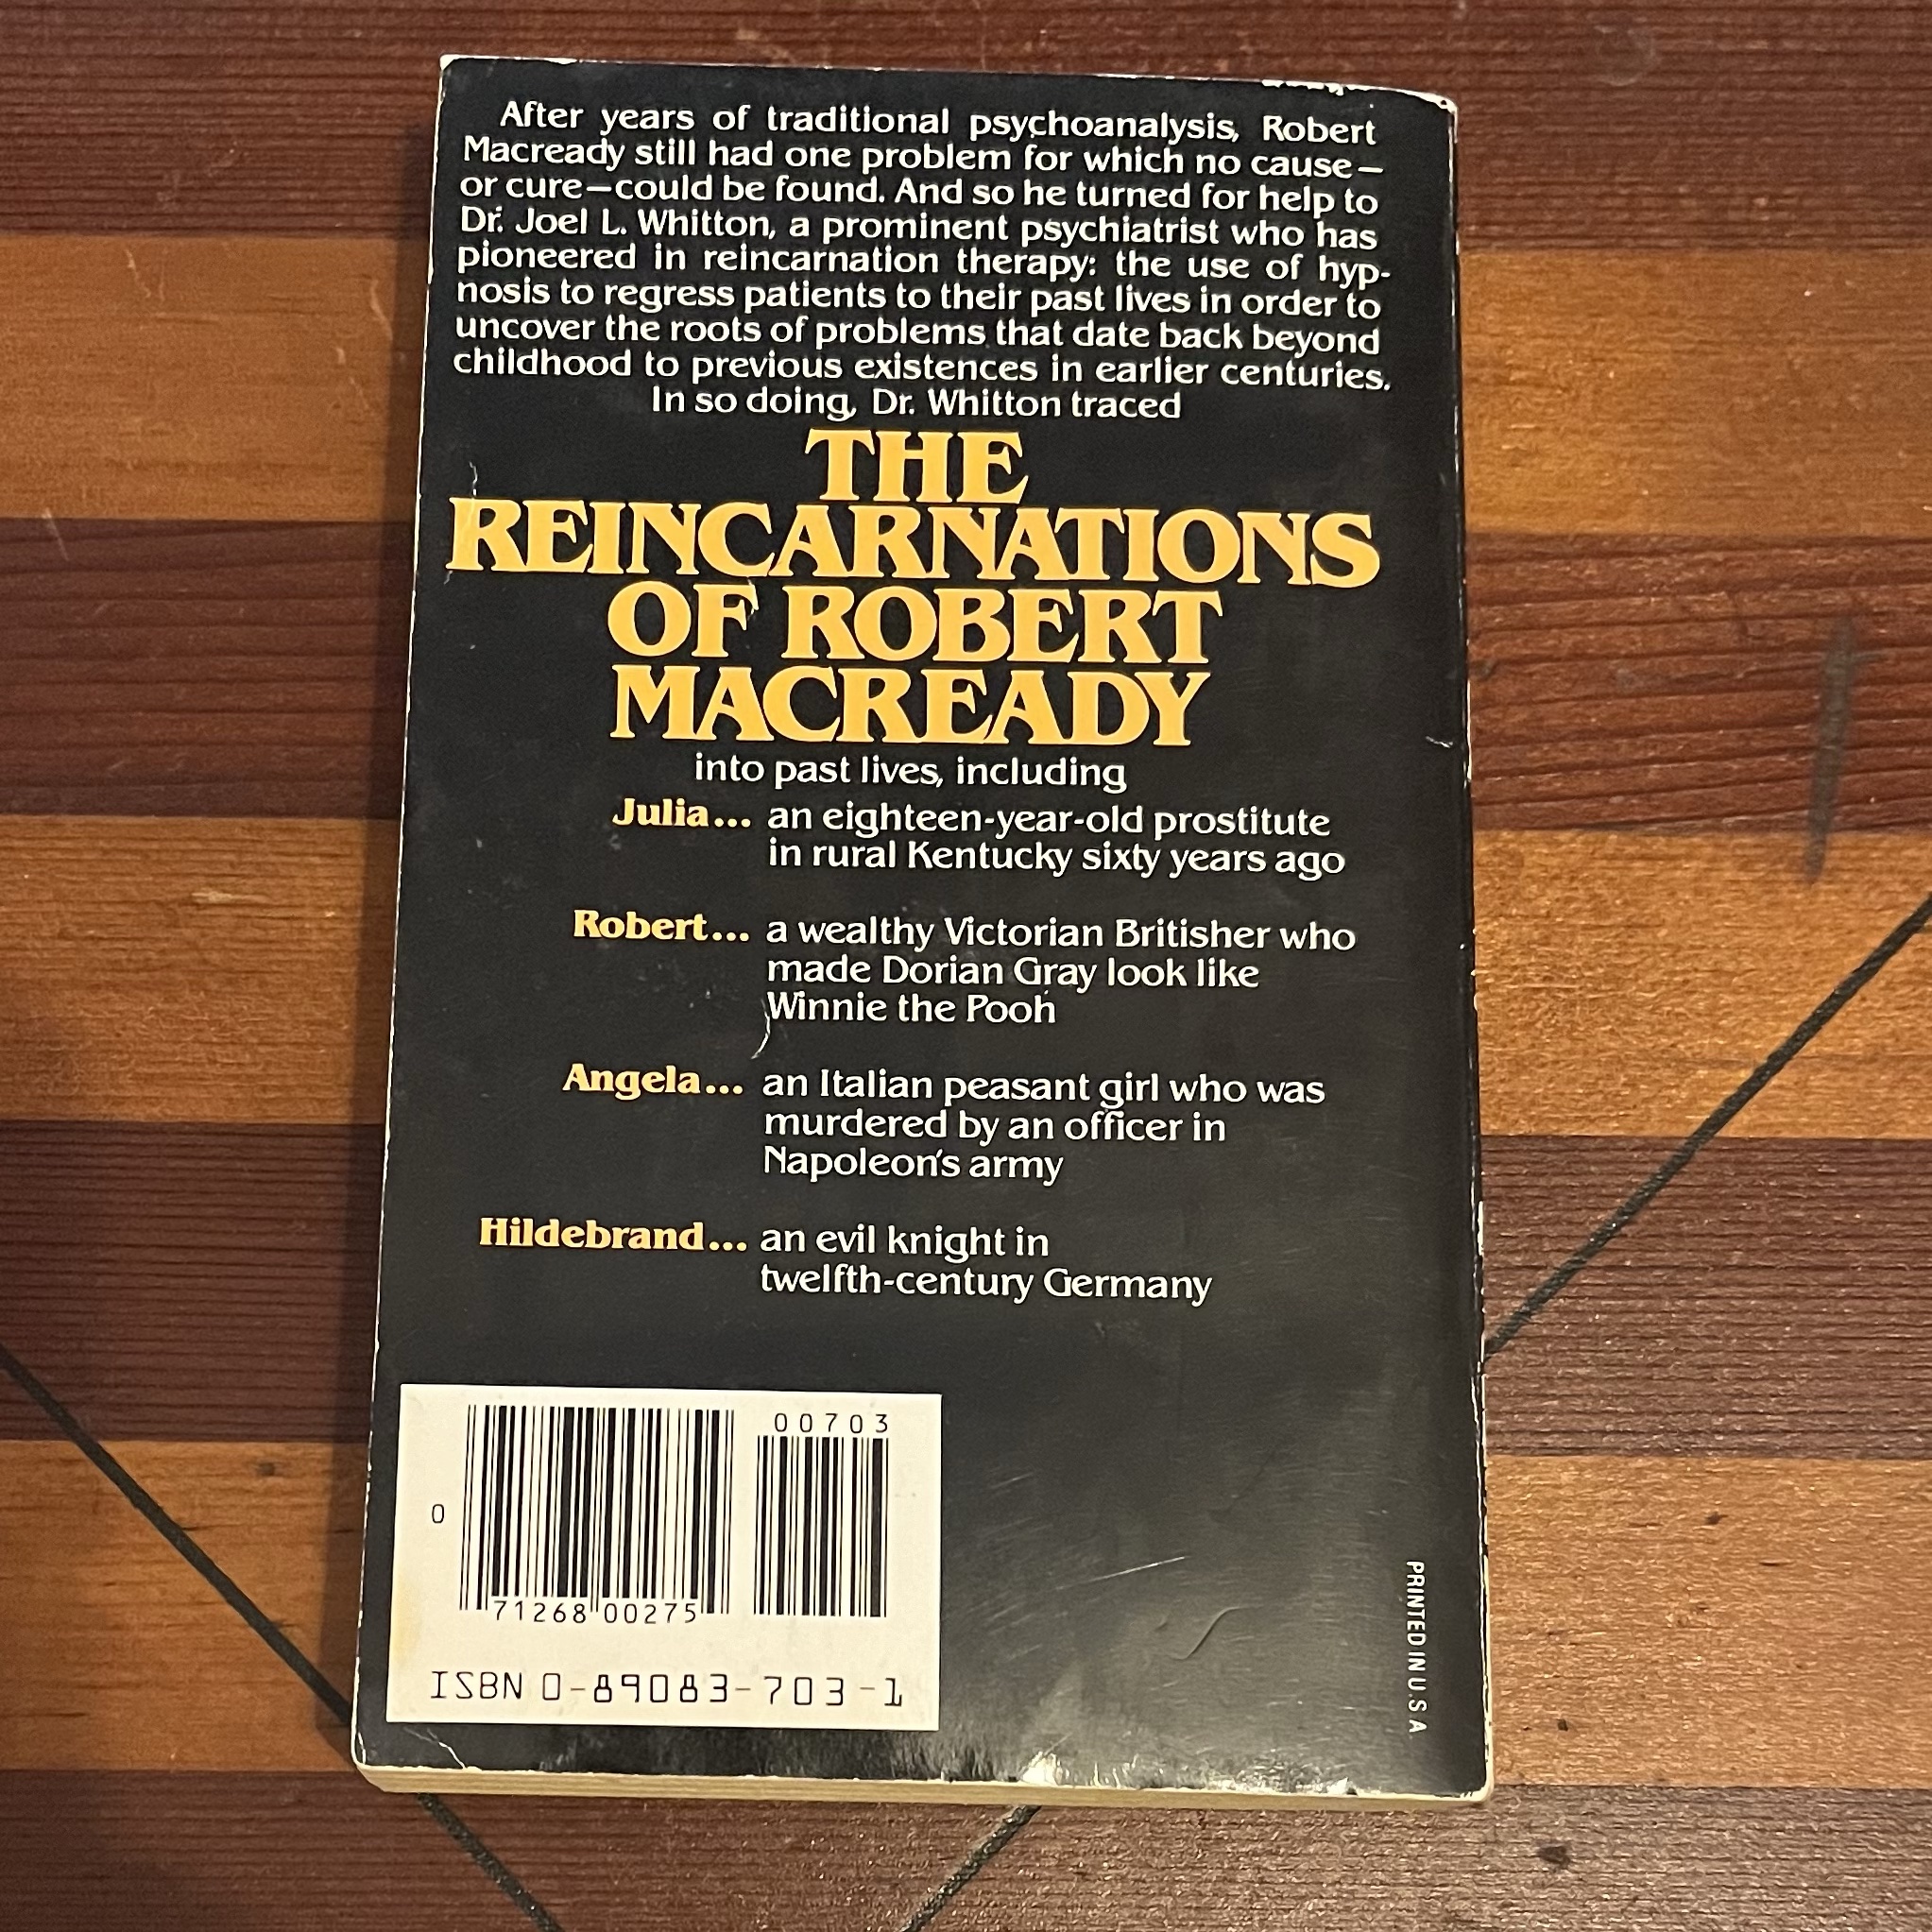 After years of traditional psychoanalysis, Robert
Macready still had one problem for which no cause—
or cure—could be found. And so he turned for help to
Dr. Joel L. Whitton, a prominent psychiatrist who has
pioneered in reincarnation therapy: the use of hyp-
nosis to regress patients to their past lives in order to
uncover the roots of problems that date back beyond
childhood to previous existences in earlier centuries.
In so doing, Dr. Whitton traced
THE
REINCARNATIONS
OF ROBERT
MACREADY
into past lives, including
Julia... an eighteen-year-old prostitute
in rural Kentucky sixty years ago
Robert... a wealthy Victorian Britisher who
made Dorian Gray look like
Winnie the Pooh
Angela... an Italian peasant girl who was
murdered by an officer in
Napoleon's army
Hildebrand... an evil knight in
twelfth-century Germany
00703
0
71268 00275
ISBN 0-89083-703-1
PRINTED IN U.S A